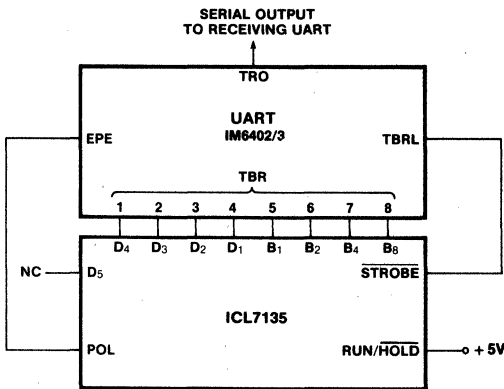 SERIAL OUTPUT
TO RECEIVING UART
TRO
UART
IM6402/3
EPE
TBRL
TBR
1 2 3 4 5 6 7 8
D4 D3 D2 D1 B1 B2 B4 B8
NC
D5
STROBE
ICL7135
POL
RUN/HOLD
+5V